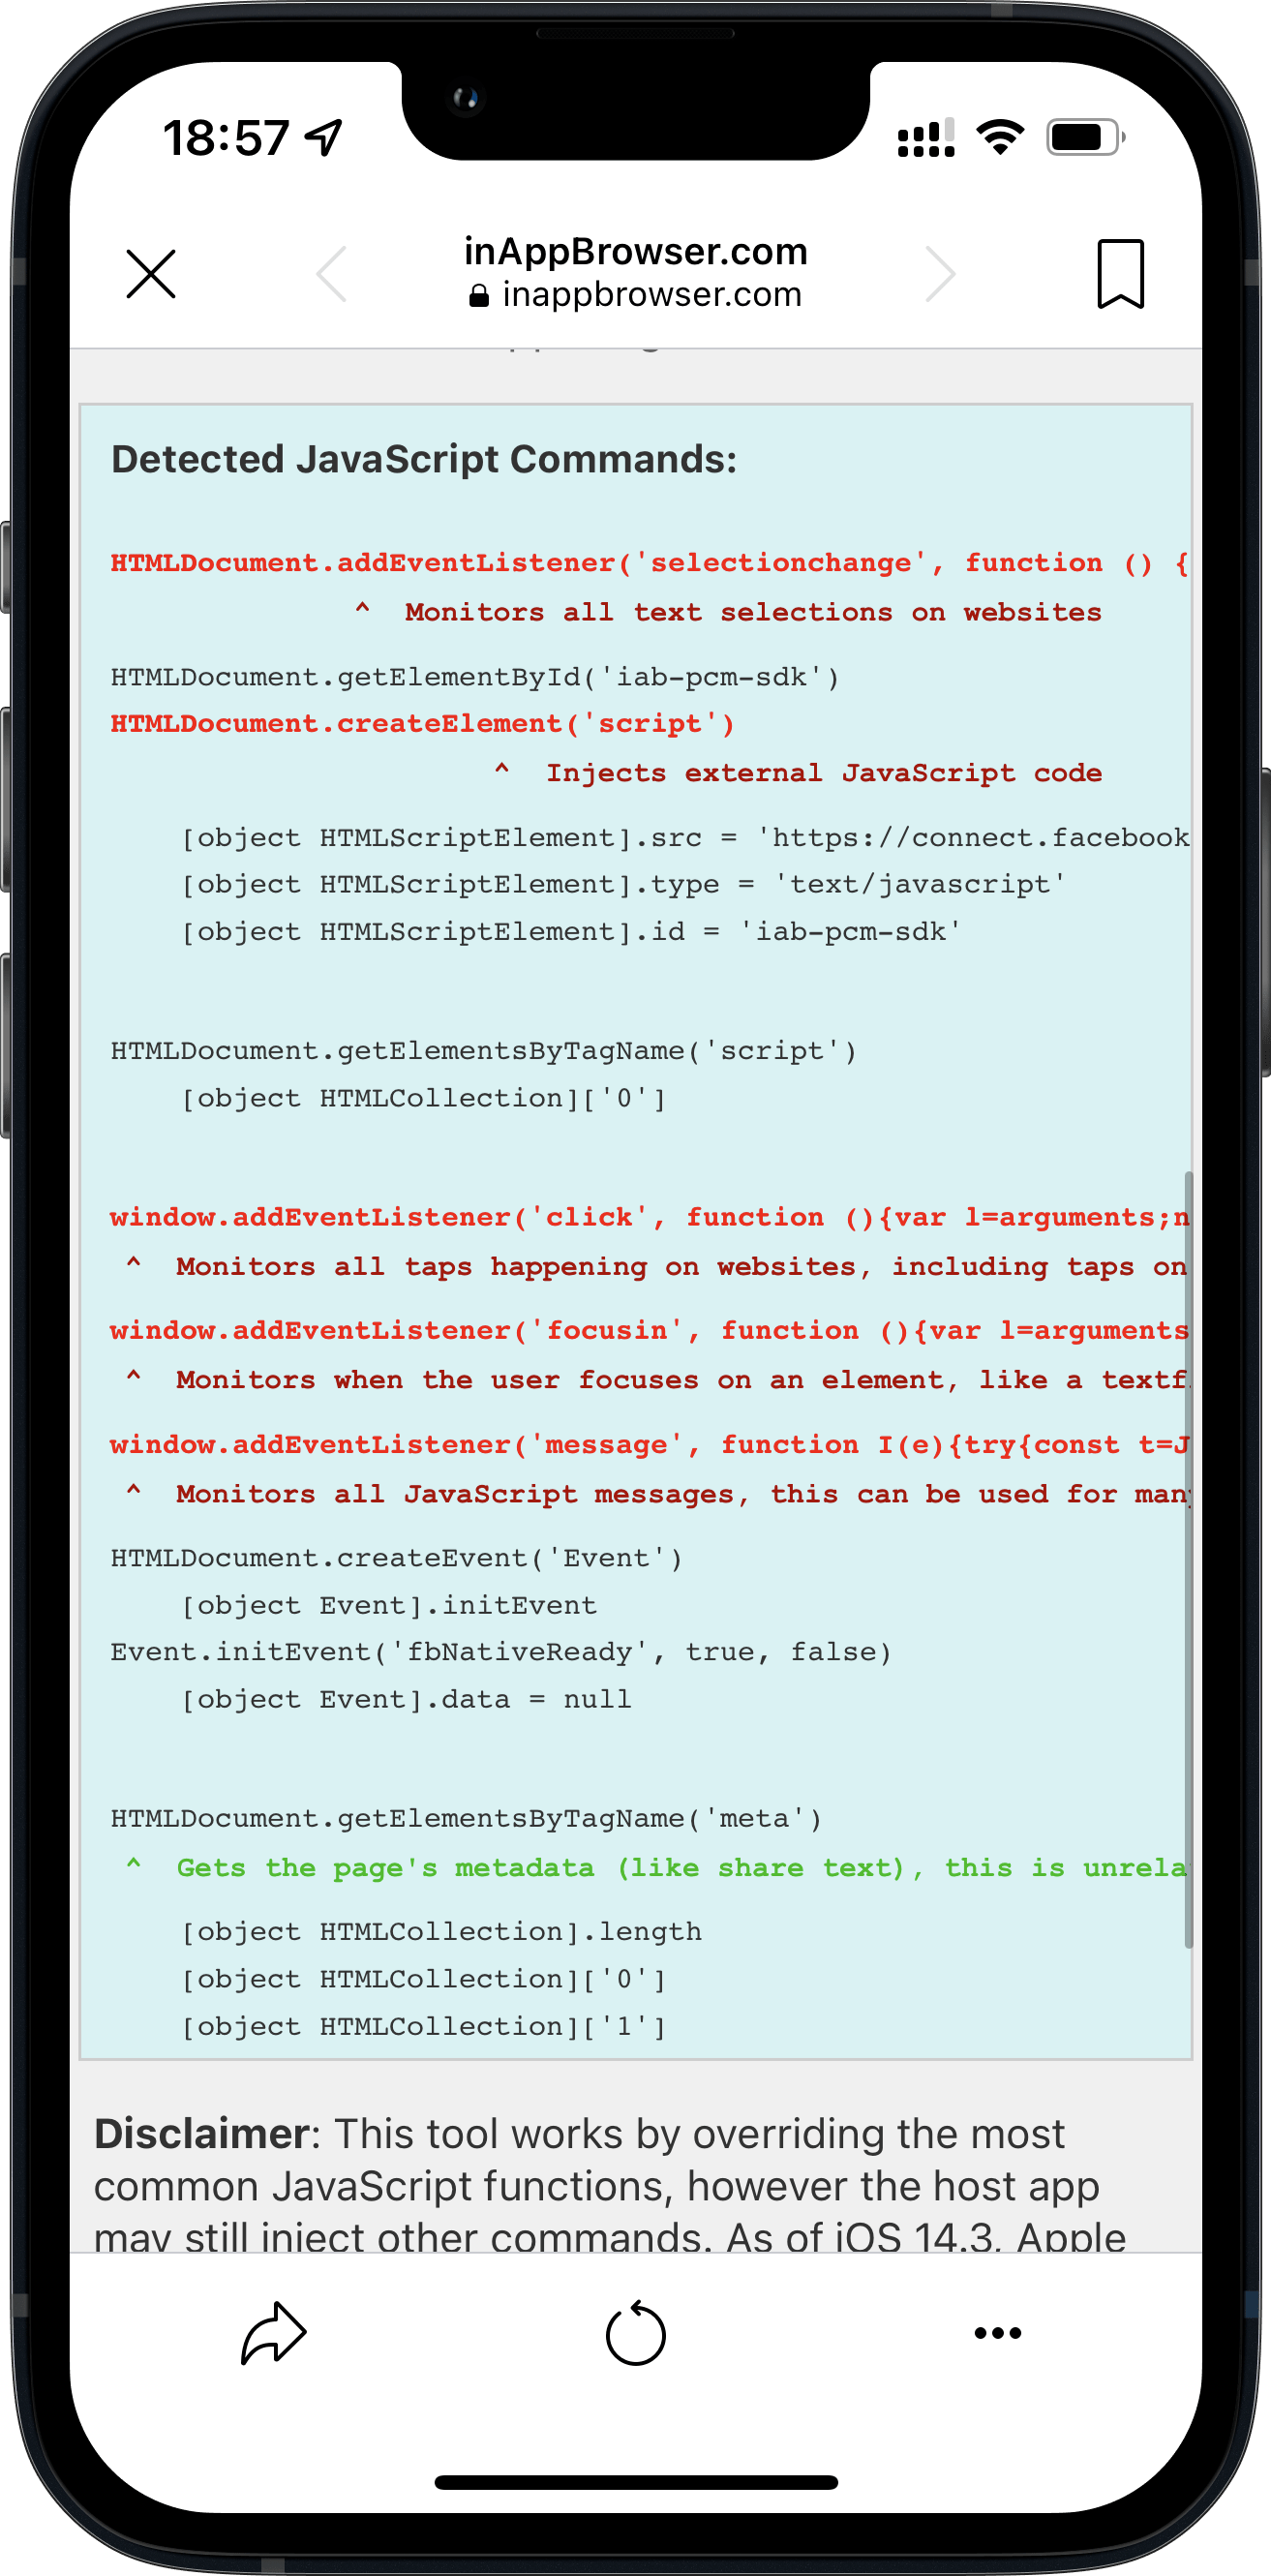 18:57
inAppBrowser.com
inappbrowser.com
Detected JavaScript Commands:
HTMLDocument.addEventListener('selectionchange', function () {
^ Monitors all text selections on websites
HTMLDocument.getElementById('iab-pcm-sdk')
HTMLDocument.createElement('script')
^ Injects external JavaScript code
[object HTMLScriptElement].src = 'https://connect.facebook
[object HTMLScriptElement].type = 'text/javascript'
[object HTMLScriptElement].id = 'iab-pcm-sdk'
HTMLDocument.getElementsByTagName('script')
[object HTMLCollection]['0']
window.addEventListener('click', function (){var l=arguments;n
^ Monitors all taps happening on websites, including taps on
window.addEventListener('focusin', function (){var l=arguments
^ Monitors when the user focuses on an element, like a textf
window.addEventListener('message', function I(e){try{const t=J
^ Monitors all JavaScript messages, this can be used for many
HTMLDocument.createEvent('Event')
[object Event].initEvent
Event.initEvent('fbNativeReady', true, false)
[object Event].data = null
HTMLDocument.getElementsByTagName('meta')
^ Gets the page's metadata (like share text), this is unrela
[object HTMLCollection].length
[object HTMLCollection]['0']
[object HTMLCollection]['1']
Disclaimer: This tool works by overriding the most
common JavaScript functions, however the host app
may still inject other commands. As of iOS 14.3, Apple